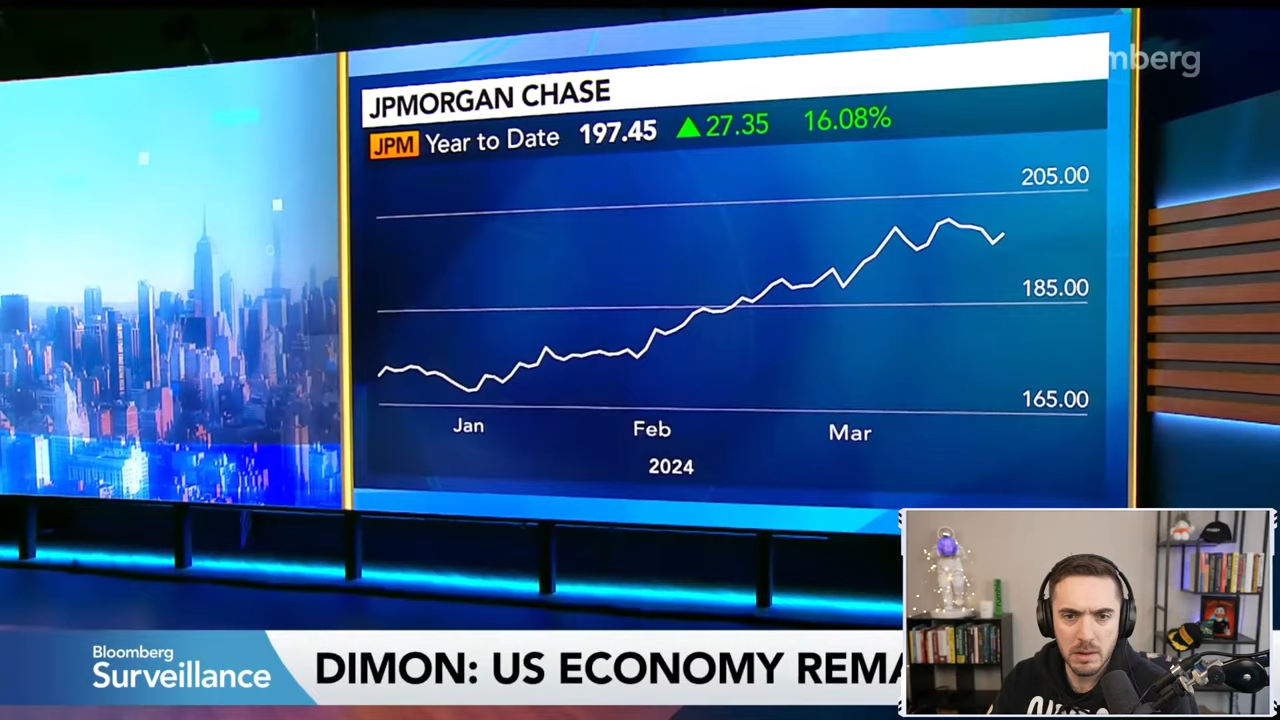 mberg
JPMORGAN CHASE
JPM Year to Date 197.45 ▲27.35 16.08%
205.00
185.00
165.00
Jan Feb Mar
2024
Bloomberg
Surveillance
DIMON: US ECONOMY REMA